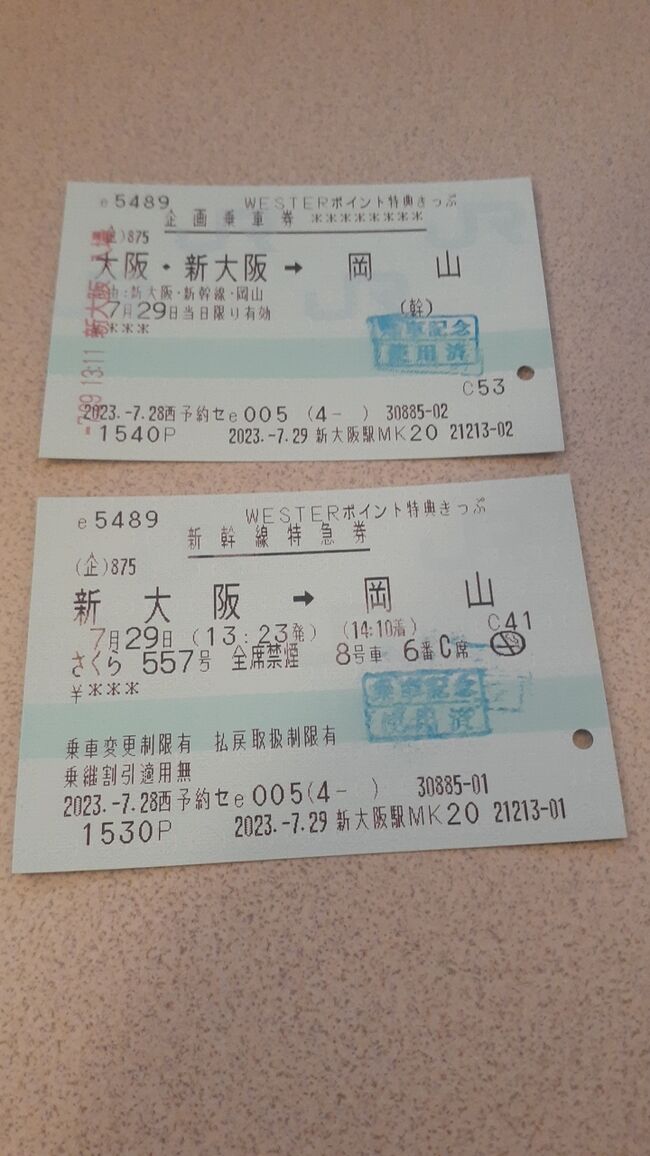 e5489 WESTERポイント特典きっぷ
企画乗車券 ********
(企)875
大阪・新大阪 → 岡山
:新大阪・新幹線・岡山 (幹)
7月29日当日限り有効
***
-7.29 13:11 新大阪
乗車記念
使用済
C53
2023.-7.28西予約セe005 (4- ) 30885-02
1540P 2023.-7.29 新大阪駅MK20 21213-02
e5489 WESTERポイント特典きっぷ
新幹線特急券
(企)875
新大阪 → 岡山
C41
7月29日 (13:23発) (14:10着)
さくら 557号 全席禁煙 8号車 6番C席
¥***
乗車記念
使用済
乗車変更制限有 払戻取扱制限有
乗継割引適用無
2023.-7.28西予約セe005(4- ) 30885-01
1530P 2023.-7.29 新大阪駅MK20 21213-01